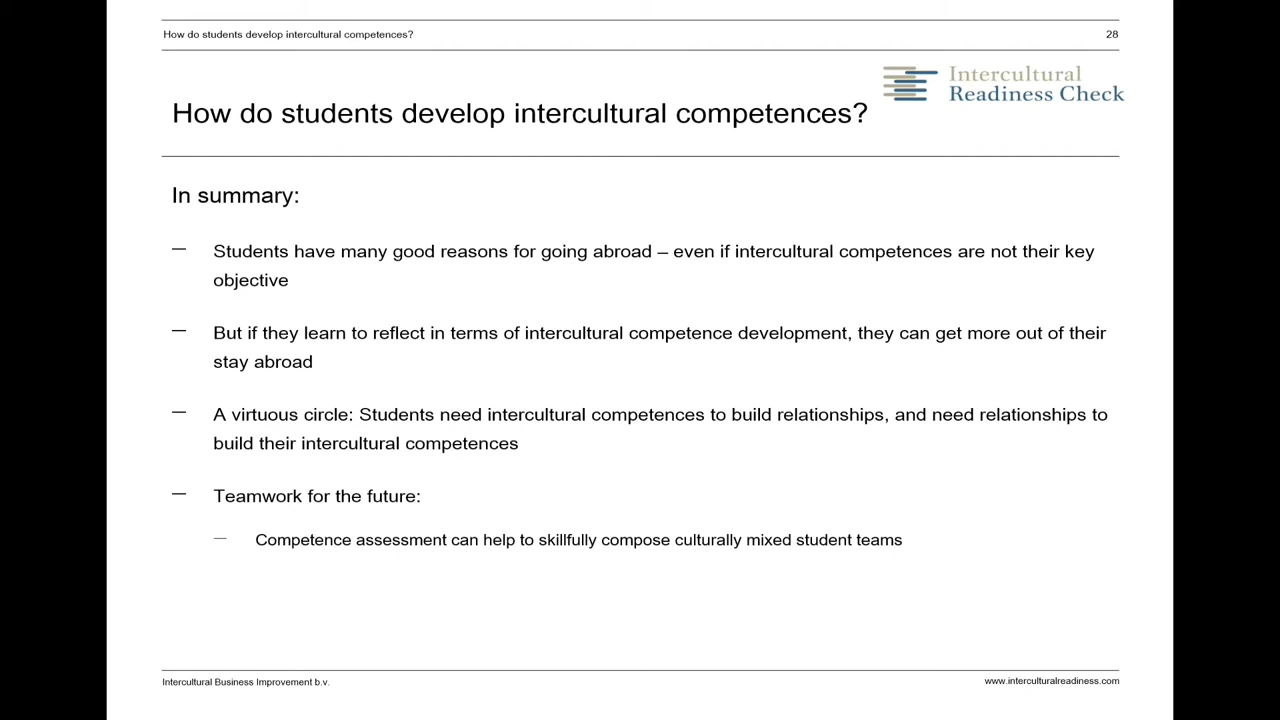 How do students develop intercultural competences?
28
Intercultural
Readiness Check
How do students develop intercultural competences?
In summary:
— Students have many good reasons for going abroad – even if intercultural competences are not their key
objective
— But if they learn to reflect in terms of intercultural competence development, they can get more out of their
stay abroad
— A virtuous circle: Students need intercultural competences to build relationships, and need relationships to
build their intercultural competences
— Teamwork for the future:
— Competence assessment can help to skillfully compose culturally mixed student teams
Intercultural Business Improvement b.v.
www.interculturalreadiness.com